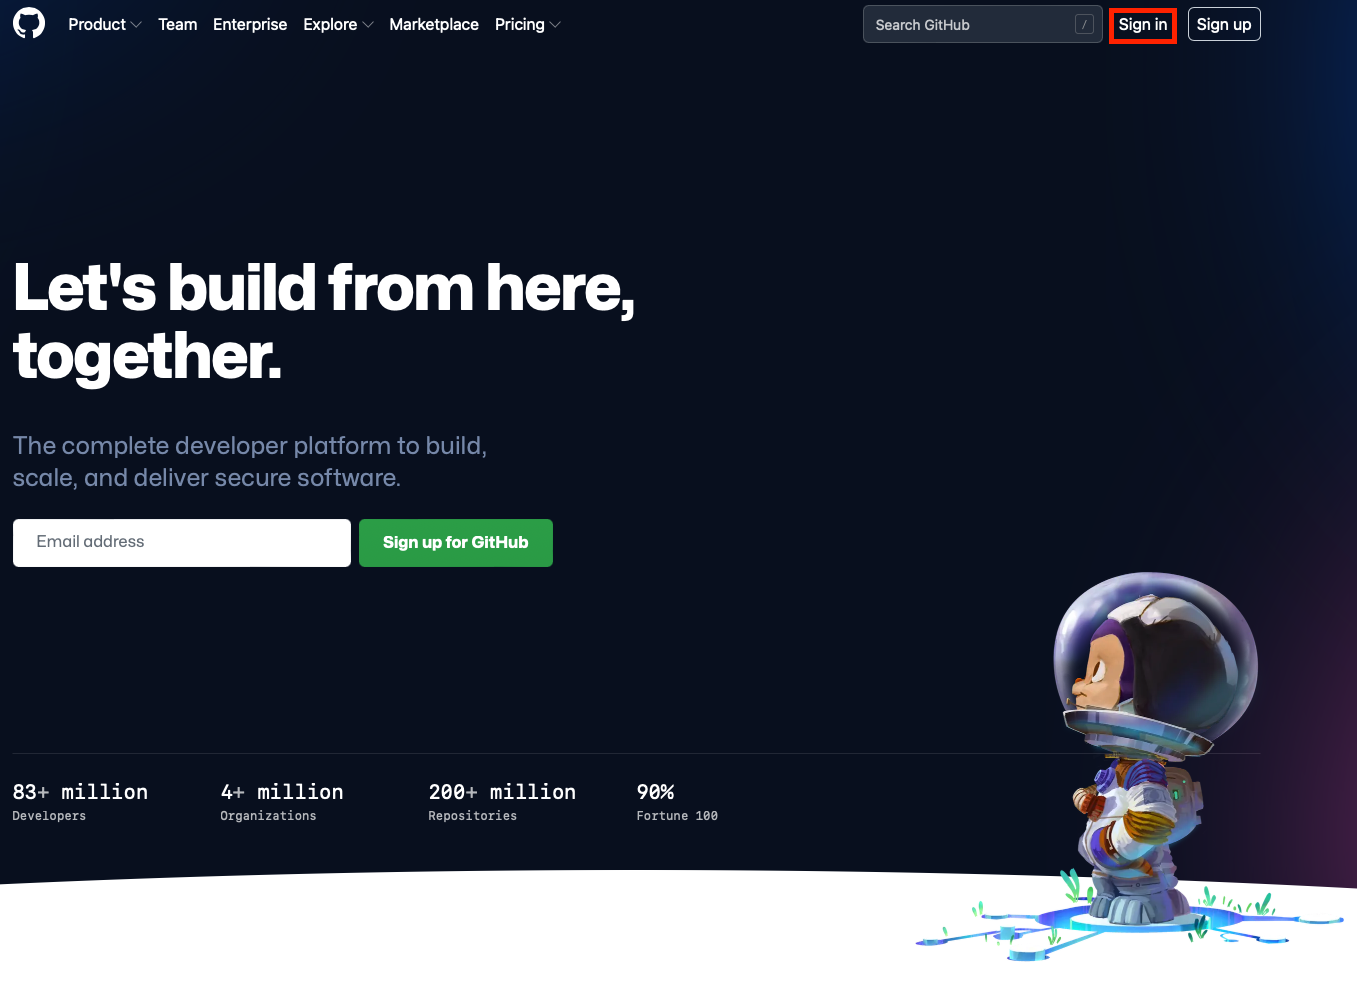 Product Team Enterprise Explore Marketplace Pricing Search GitHub / Sign in Sign up
Let's build from here,
together.
The complete developer platform to build,
scale, and deliver secure software.
Email address Sign up for GitHub
83+ million 4+ million 200+ million 90%
Developers Organizations Repositories Fortune 100